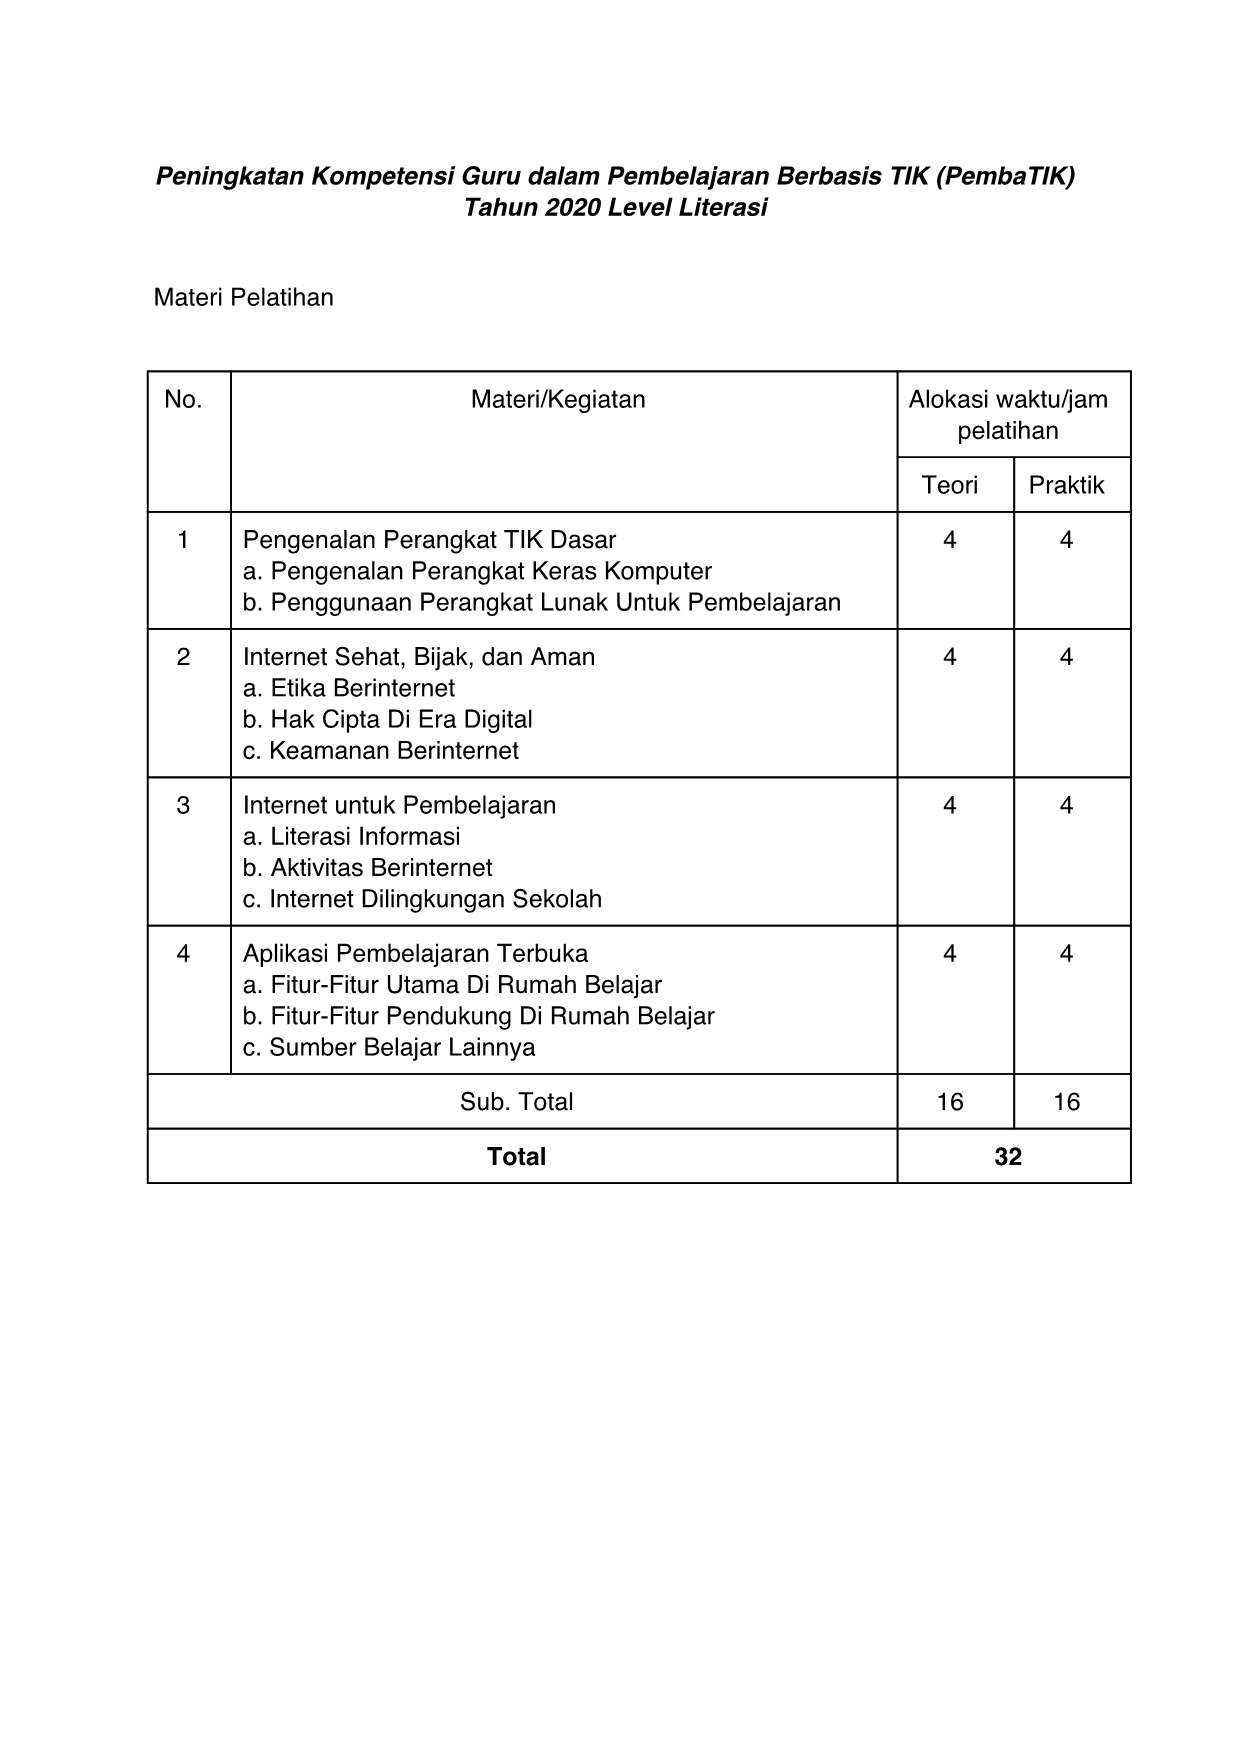 Peningkatan Kompetensi Guru dalam Pembelajaran Berbasis TIK (PembaTIK)
Tahun 2020 Level Literasi
Materi Pelatihan
No.
Materi/Kegiatan
Alokasi waktu/jam
pelatihan
Teori
Praktik
1
Pengenalan Perangkat TIK Dasar
a. Pengenalan Perangkat Keras Komputer
b. Penggunaan Perangkat Lunak Untuk Pembelajaran
4
4
2
Internet Sehat, Bijak, dan Aman
a. Etika Berinternet
b. Hak Cipta Di Era Digital
c. Keamanan Berinternet
4
4
3
Internet untuk Pembelajaran
a. Literasi Informasi
b. Aktivitas Berinternet
c. Internet Dilingkungan Sekolah
4
4
4
Aplikasi Pembelajaran Terbuka
a. Fitur-Fitur Utama Di Rumah Belajar
b. Fitur-Fitur Pendukung Di Rumah Belajar
c. Sumber Belajar Lainnya
4
4
Sub. Total
16
16
Total
32